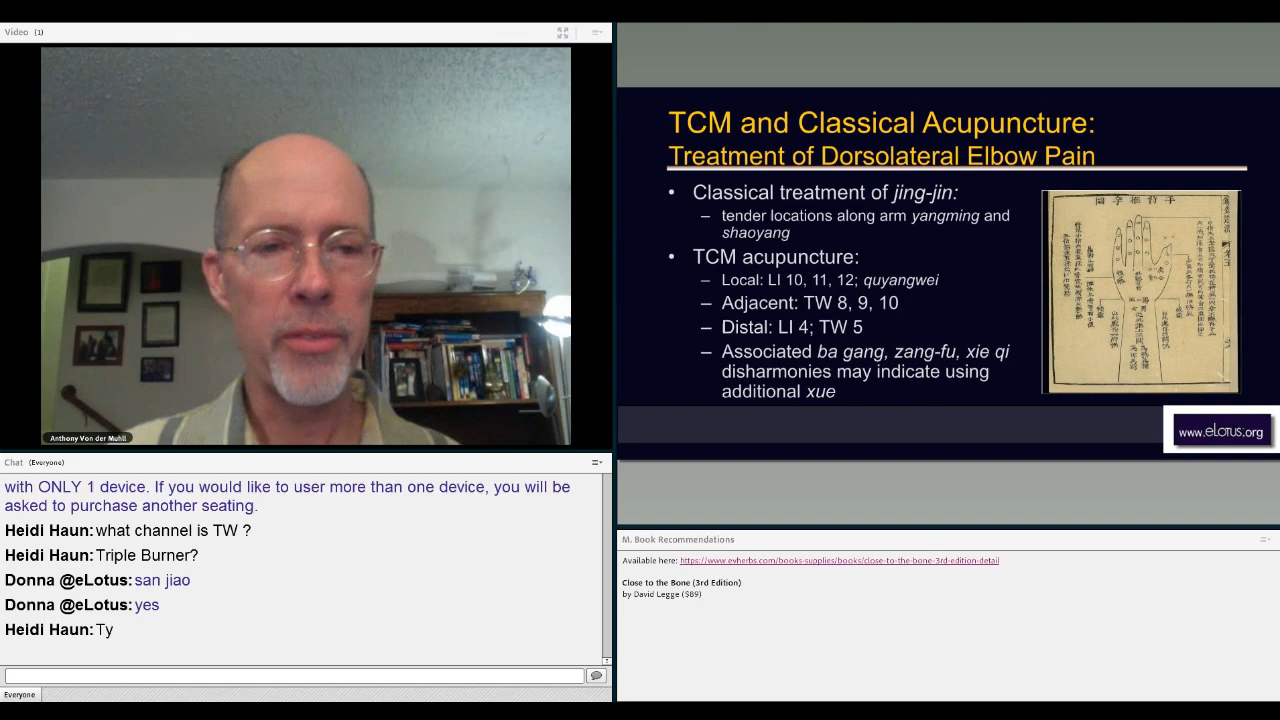 Video (1)
Anthony Von der Muhll
Chat (Everyone)
with ONLY 1 device. If you would like to user more than one device, you will be
asked to purchase another seating.
Heidi Haun: what channel is TW ?
Heidi Haun: Triple Burner?
Donna @eLotus: san jiao
Donna @eLotus: yes
Heidi Haun: Ty
Everyone
TCM and Classical Acupuncture:
Treatment of Dorsolateral Elbow Pain
• Classical treatment of jing-jin:
– tender locations along arm yangming and
shaoyang
• TCM acupuncture:
– Local: LI 10, 11, 12; quyangwei
– Adjacent: TW 8, 9, 10
– Distal: LI 4; TW 5
– Associated ba gang, zang-fu, xie qi
disharmonies may indicate using
additional xue
www.eLotus.org
M. Book Recommendations
Available here: https://www.evherbs.com/books-supplies/books/close-to-the-bone-3rd-edition-detail
Close to the Bone (3rd Edition)
by David Legge ($89)